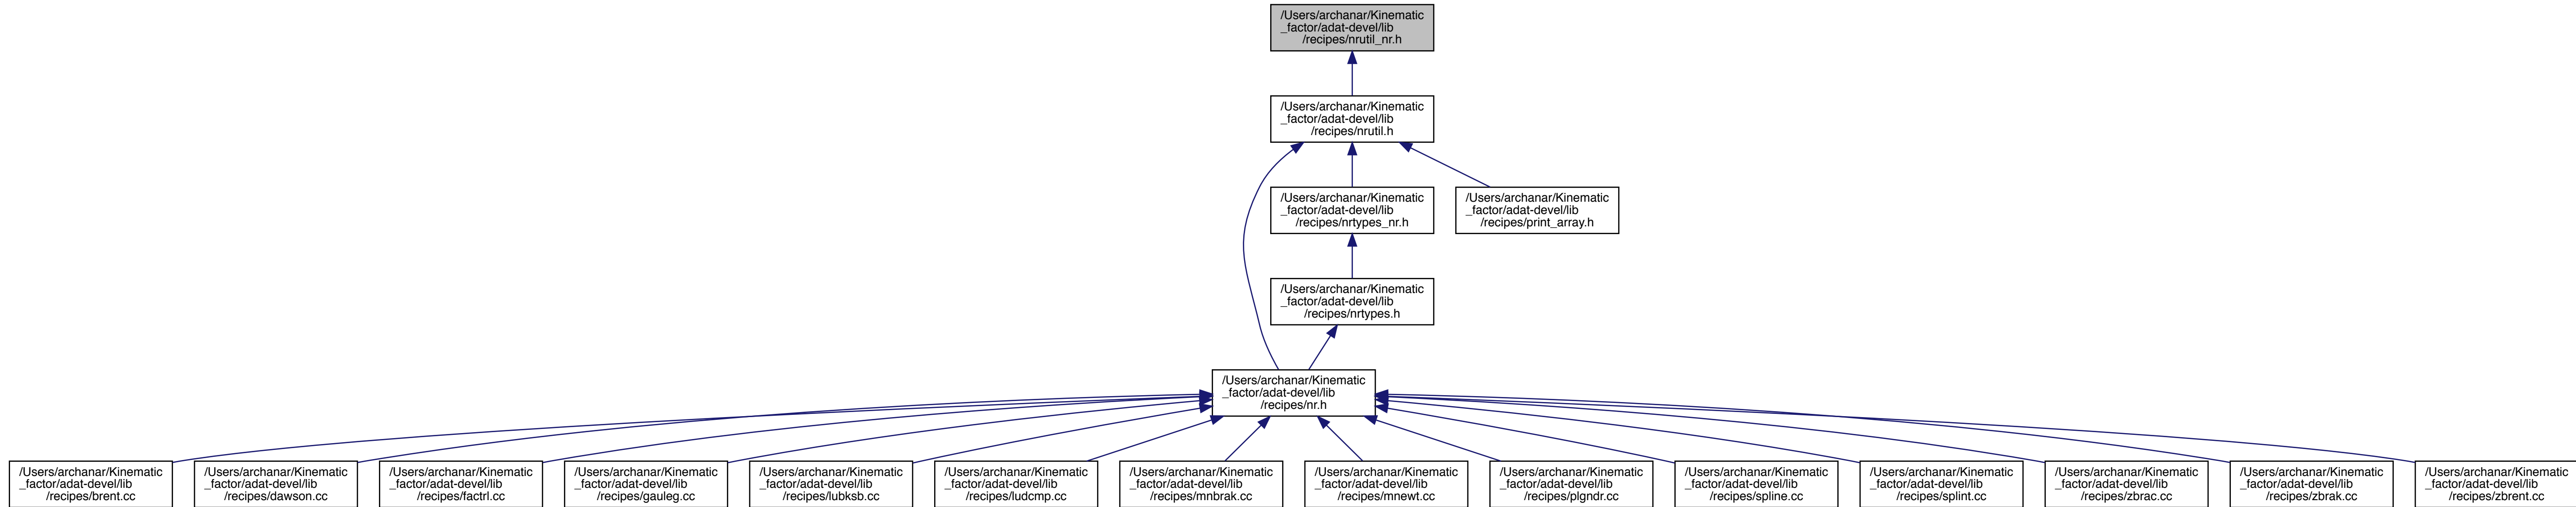 /Users/archanar/Kinematic
_factor/adat-devel/lib
/recipes/nrutil_nr.h
/Users/archanar/Kinematic
_factor/adat-devel/lib
/recipes/nrutil.h
/Users/archanar/Kinematic
_factor/adat-devel/lib
/recipes/nrtypes_nr.h
/Users/archanar/Kinematic
_factor/adat-devel/lib
/recipes/print_array.h
/Users/archanar/Kinematic
_factor/adat-devel/lib
/recipes/nrtypes.h
/Users/archanar/Kinematic
_factor/adat-devel/lib
/recipes/nr.h
/Users/archanar/Kinematic
_factor/adat-devel/lib
/recipes/brent.cc
/Users/archanar/Kinematic
_factor/adat-devel/lib
/recipes/dawson.cc
/Users/archanar/Kinematic
_factor/adat-devel/lib
/recipes/factrl.cc
/Users/archanar/Kinematic
_factor/adat-devel/lib
/recipes/gauleg.cc
/Users/archanar/Kinematic
_factor/adat-devel/lib
/recipes/lubksb.cc
/Users/archanar/Kinematic
_factor/adat-devel/lib
/recipes/ludcmp.cc
/Users/archanar/Kinematic
_factor/adat-devel/lib
/recipes/mnbrak.cc
/Users/archanar/Kinematic
_factor/adat-devel/lib
/recipes/mnewt.cc
/Users/archanar/Kinematic
_factor/adat-devel/lib
/recipes/plgndr.cc
/Users/archanar/Kinematic
_factor/adat-devel/lib
/recipes/spline.cc
/Users/archanar/Kinematic
_factor/adat-devel/lib
/recipes/splint.cc
/Users/archanar/Kinematic
_factor/adat-devel/lib
/recipes/zbrac.cc
/Users/archanar/Kinematic
_factor/adat-devel/lib
/recipes/zbrak.cc
/Users/archanar/Kinematic
_factor/adat-devel/lib
/recipes/zbrent.cc